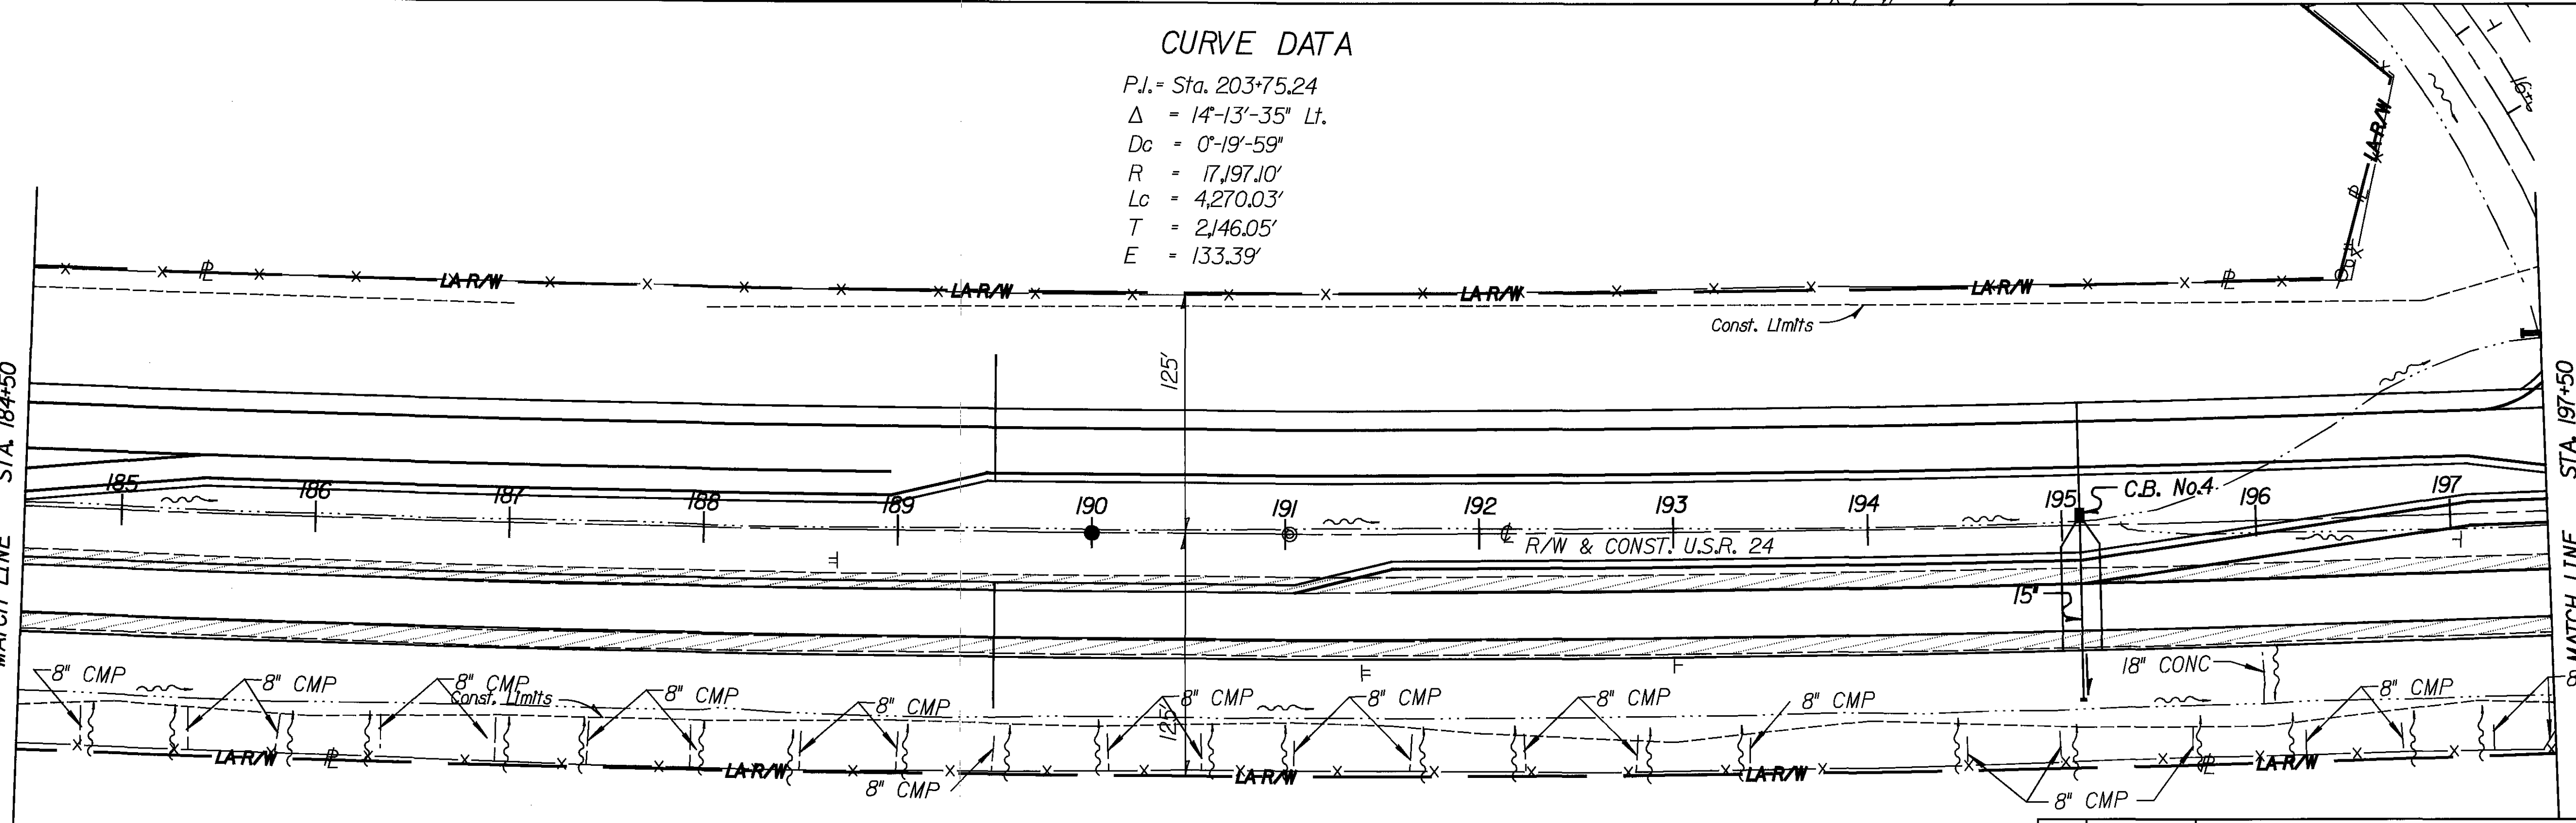 CURVE DATA
P.I. = Sta. 203+75.24
Δ = 14°-13'-35" Lt.
Dc = 0°-19'-59"
R = 17,197.10'
Lc = 4,270.03'
T = 2,146.05'
E = 133.39'
LA-R/W
LA-R/W
LA-R/W
LA-R/W
LA-R/W
Const. Limits
125'
MATCH LINE STA. 184+50
MATCH LINE STA. 197+50
185 186 187 188 189 190 191 192 193 194 195 196 197
C.B. No.4
R/W & CONST. U.S.R. 24
15"
18" CONC
8" CMP
8" CMP
8" CMP
Const. Limits
8" CMP
8" CMP
8" CMP
8" CMP
8" CMP
8" CMP
8" CMP
8
125'
LA-R/W
LA-R/W
LA-R/W
LA-R/W
LA-R/W
8" CMP
8" CMP